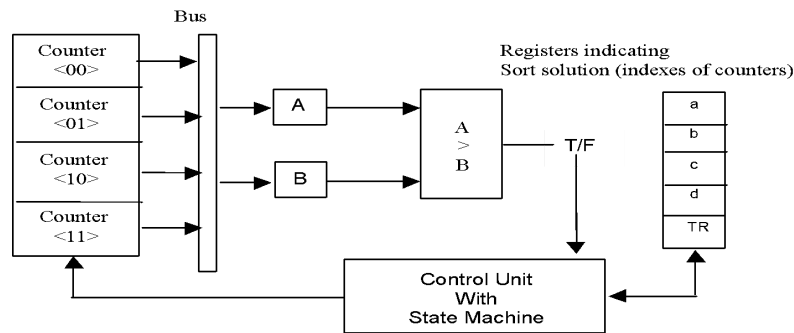 Bus
Counter
<00>
Counter
<01>
Counter
<10>
Counter
<11>
A
B
A
>
B
T/F
Registers indicating
Sort solution (indexes of counters)
a
b
c
d
TR
Control Unit
With
State Machine